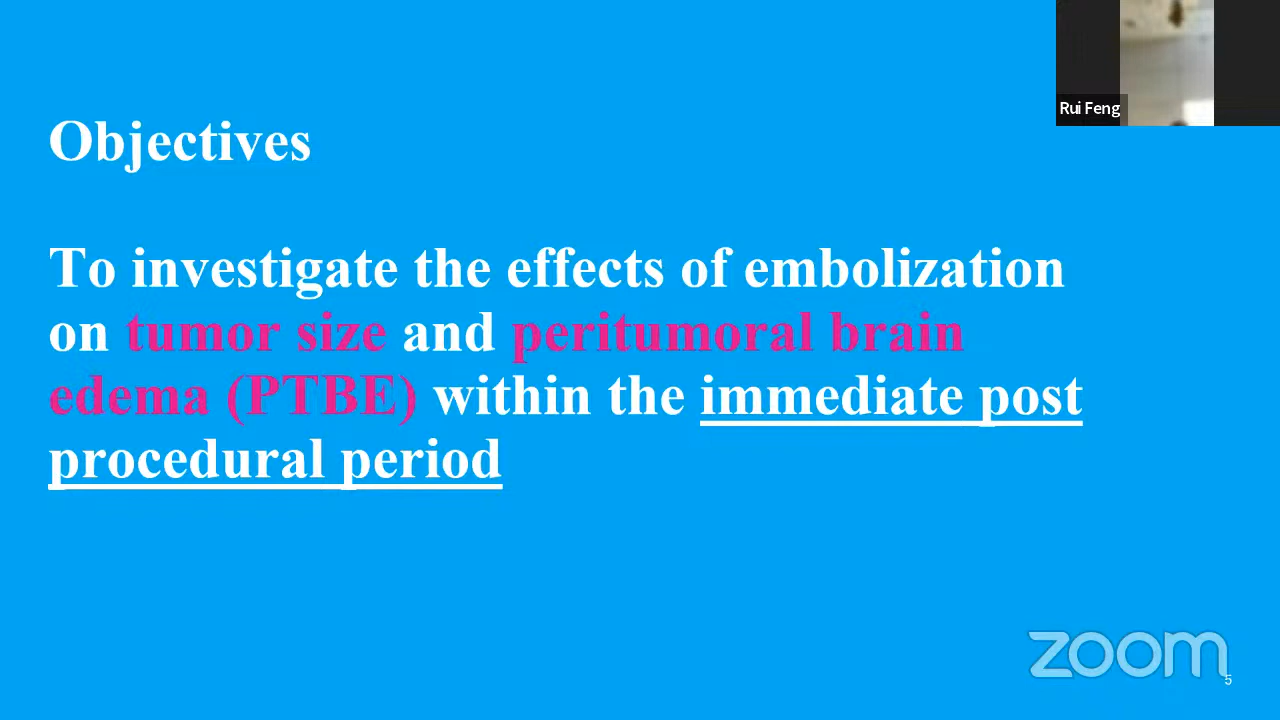 Rui Feng
Objectives
To investigate the effects of embolization
on tumor size and peritumoral brain
edema (PTBE) within the immediate post
procedural period
zoom
5